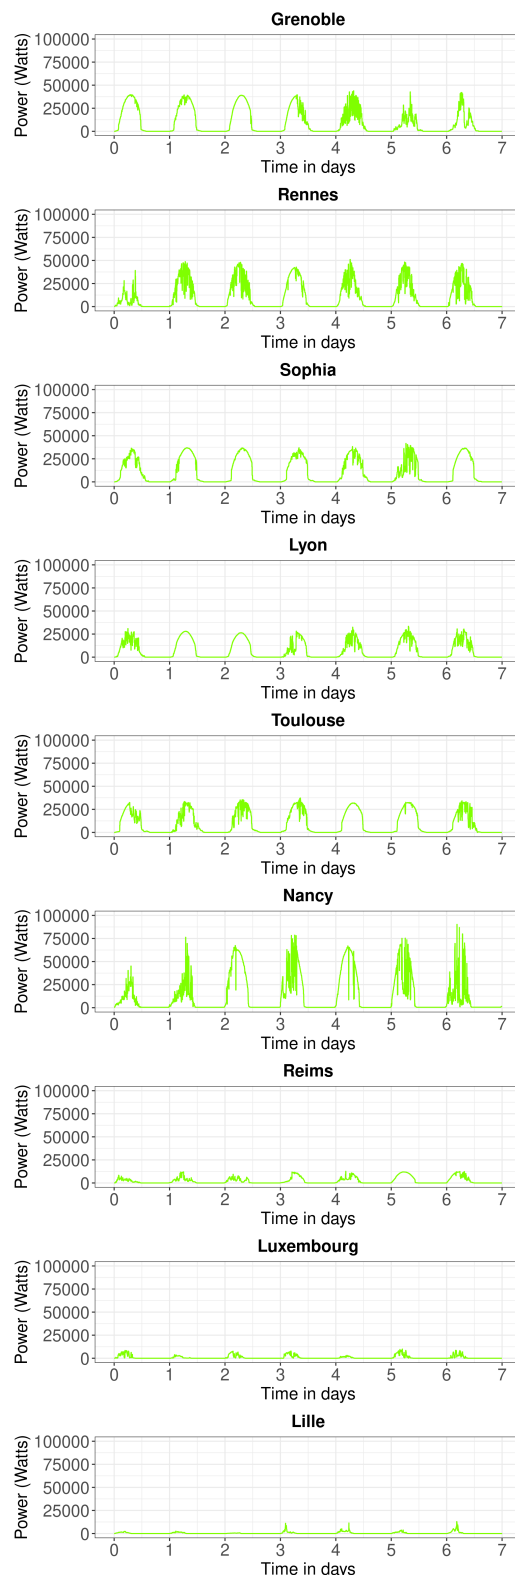 Grenoble
100000
75000
50000
25000
0
Power (Watts)
0 1 2 3 4 5 6 7
Time in days
Rennes
100000
75000
50000
25000
0
Power (Watts)
0 1 2 3 4 5 6 7
Time in days
Sophia
100000
75000
50000
25000
0
Power (Watts)
0 1 2 3 4 5 6 7
Time in days
Lyon
100000
75000
50000
25000
0
Power (Watts)
0 1 2 3 4 5 6 7
Time in days
Toulouse
100000
75000
50000
25000
0
Power (Watts)
0 1 2 3 4 5 6 7
Time in days
Nancy
100000
75000
50000
25000
0
Power (Watts)
0 1 2 3 4 5 6 7
Time in days
Reims
100000
75000
50000
25000
0
Power (Watts)
0 1 2 3 4 5 6 7
Time in days
Luxembourg
100000
75000
50000
25000
0
Power (Watts)
0 1 2 3 4 5 6 7
Time in days
Lille
100000
75000
50000
25000
0
Power (Watts)
0 1 2 3 4 5 6 7
Time in days